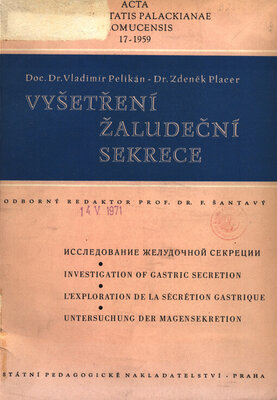 ACTA
TATIS PALACKIANAE
OMUCENSIS
17-1959
Doc. Dr. Vladimír Pelikán - Dr. Zdeněk Placer
VYŠETŘENÍ
ŽALUDEČNÍ
SEKRECE
ODBORNÝ REDAKTOR PROF. DR. F. ŠANTAVÝ
14 V. 1971
ИССЛЕДОВАНИЕ ЖЕЛУДОЧНОЙ СЕКРЕЦИИ
INVESTIGATION OF GASTRIC SECRETION
L'EXPLORATION DE LA SÉCRÉTION GASTRIQUE
UNTERSUCHUNG DER MAGENSEKRETION
STÁTNÍ PEDAGOGICKÉ NAKLADATELSTVÍ - PRAHA